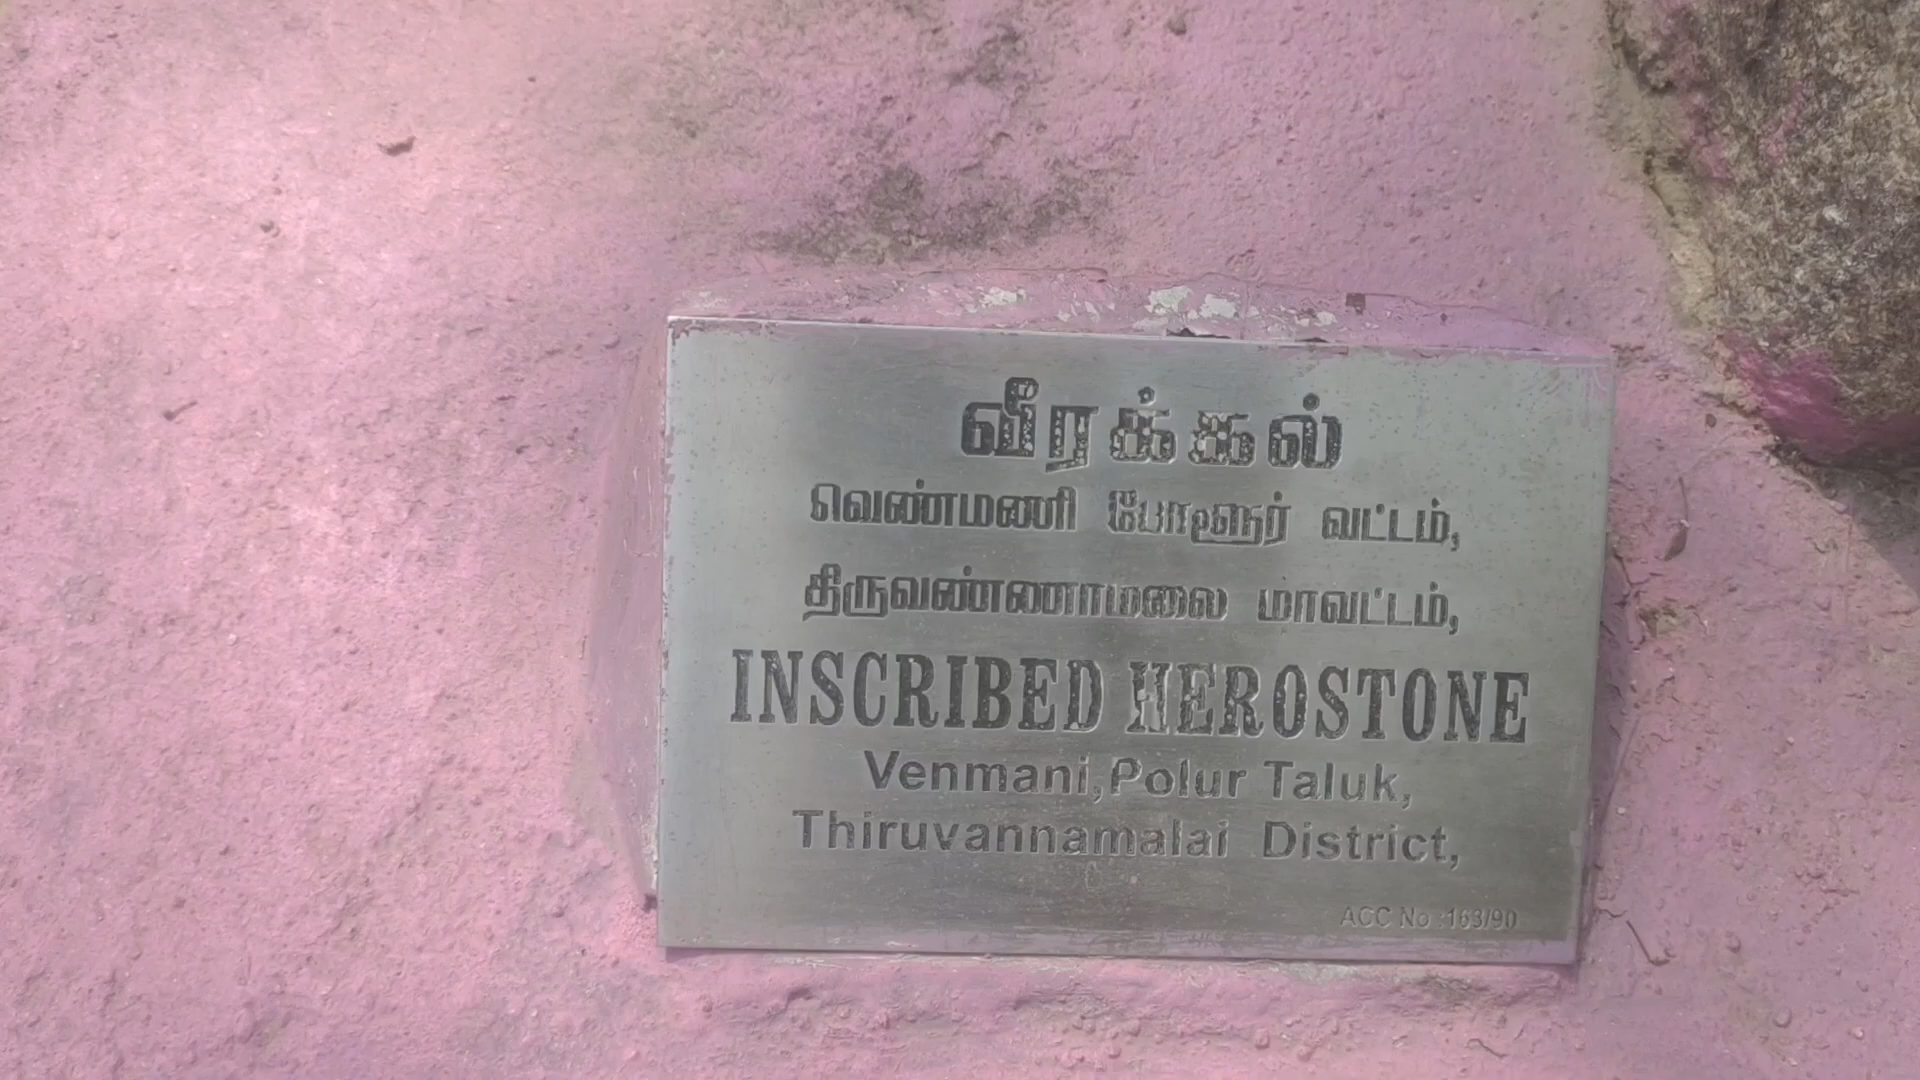 வீரக்கல்
வெண்மணி போளூர் வட்டம்,
திருவண்ணாமலை மாவட்டம்,
INSCRIBED HEROSTONE
Venmani,Polur Taluk,
Thiruvannamalai District,
ACC No :163/90